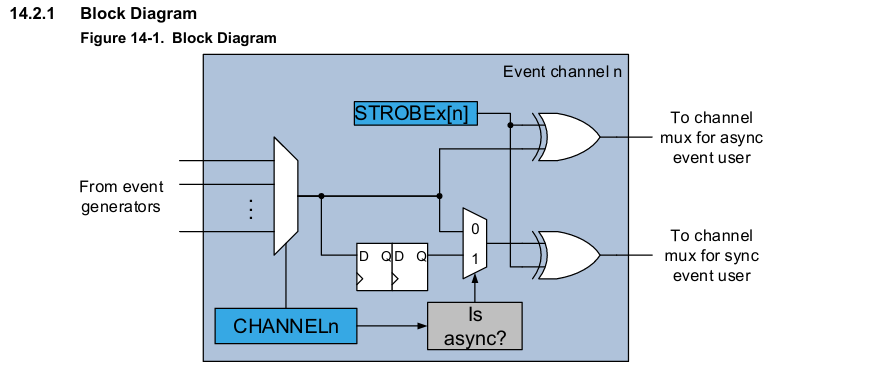 14.2.1 Block Diagram
Figure 14-1. Block Diagram
Event channel n
STROBEx[n]
To channel
mux for async
event user
From event
generators
0
1
D Q D Q
To channel
mux for sync
event user
CHANNELn
Is
async?